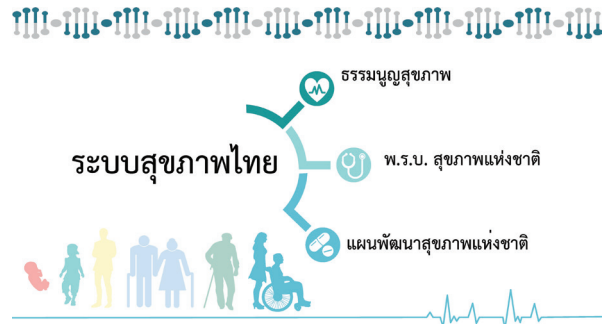 ธรรมนูญสุขภาพ
ระบบสุขภาพไทย
พ.ร.บ. สุขภาพแห่งชาติ
แผนพัฒนาสุขภาพแห่งชาติ